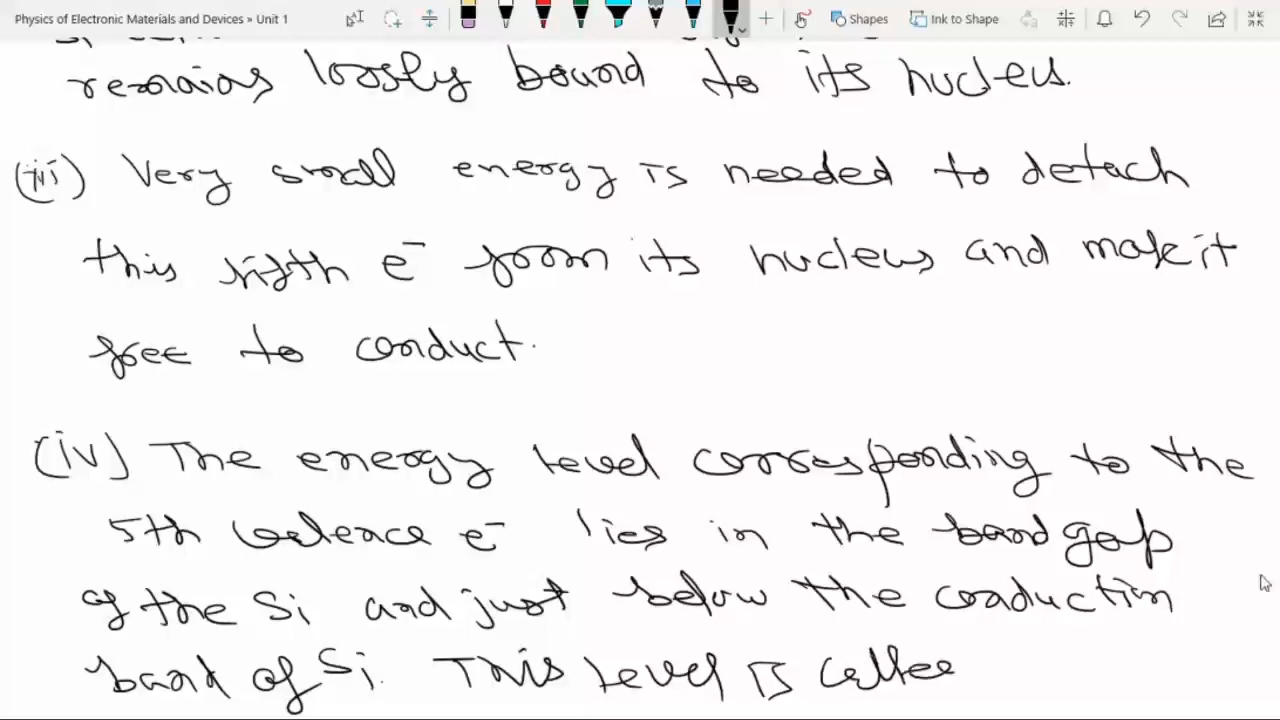 Physics of Electronic Materials and Devices » Unit 1
Shapes
Ink to Shape
remains loosly bound to its nucleus.
(iii) Very small energy is needed to detach
this fifth e⁻ from its nucleus and make it
free to conduct.
(iv) The energy level corresponding to the
5th valence e⁻ lies in the band gap
of the Si and just below the conduction
band of Si. This level is called